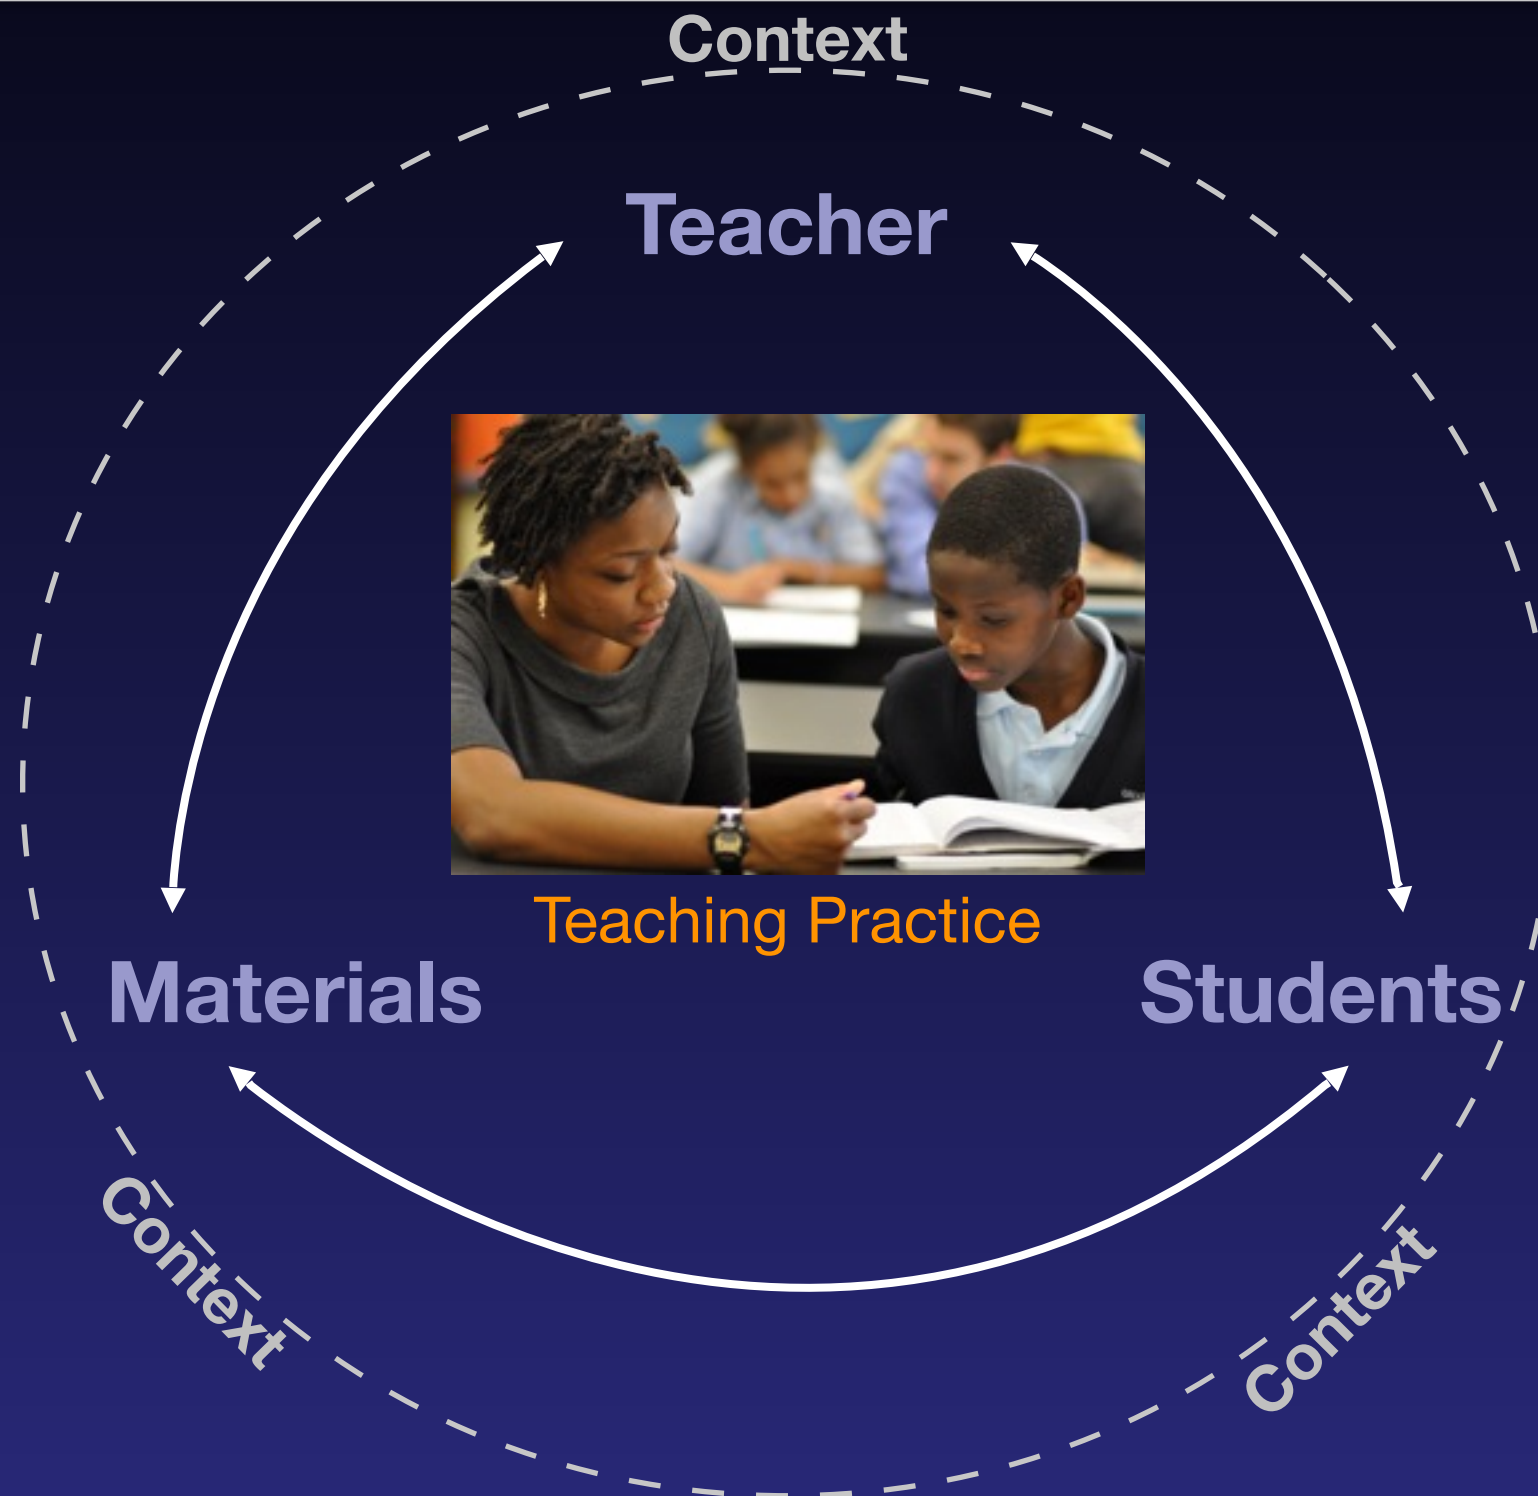 Context
Teacher
Teaching Practice
Materials
Students
Context
Context